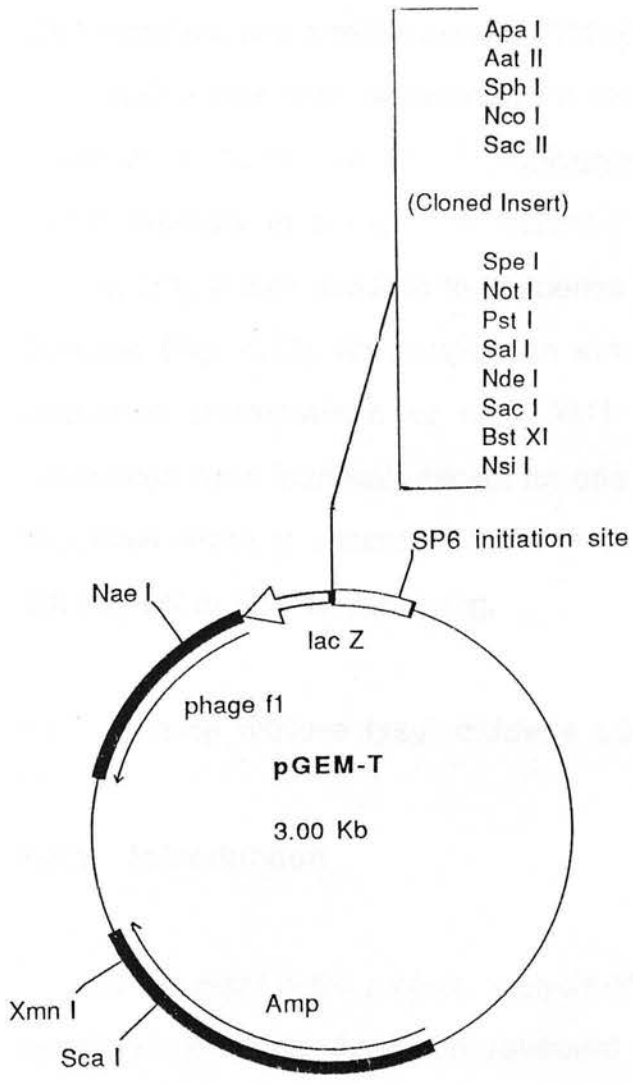 Apa I
Aat II
Sph I
Nco I
Sac II
(Cloned Insert)
Spe I
Not I
Pst I
Sal I
Nde I
Sac I
Bst XI
Nsi I
SP6 initiation site
Nae I
lac Z
phage f1
pGEM-T
3.00 Kb
Amp
Xmn I
Sca I